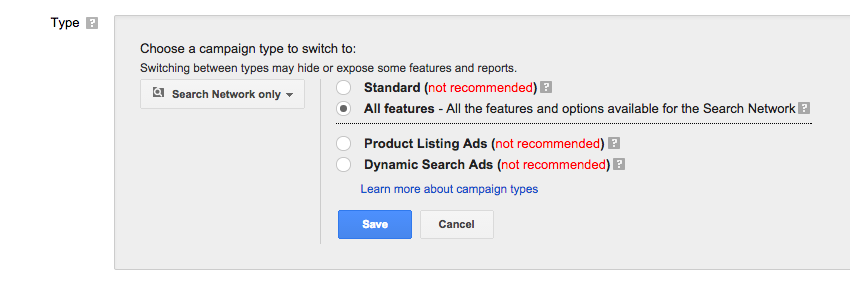 Type ?
Choose a campaign type to switch to:
Switching between types may hide or expose some features and reports.
Search Network only
Standard (not recommended) ?
All features - All the features and options available for the Search Network ?
Product Listing Ads (not recommended) ?
Dynamic Search Ads (not recommended) ?
Learn more about campaign types
Save Cancel